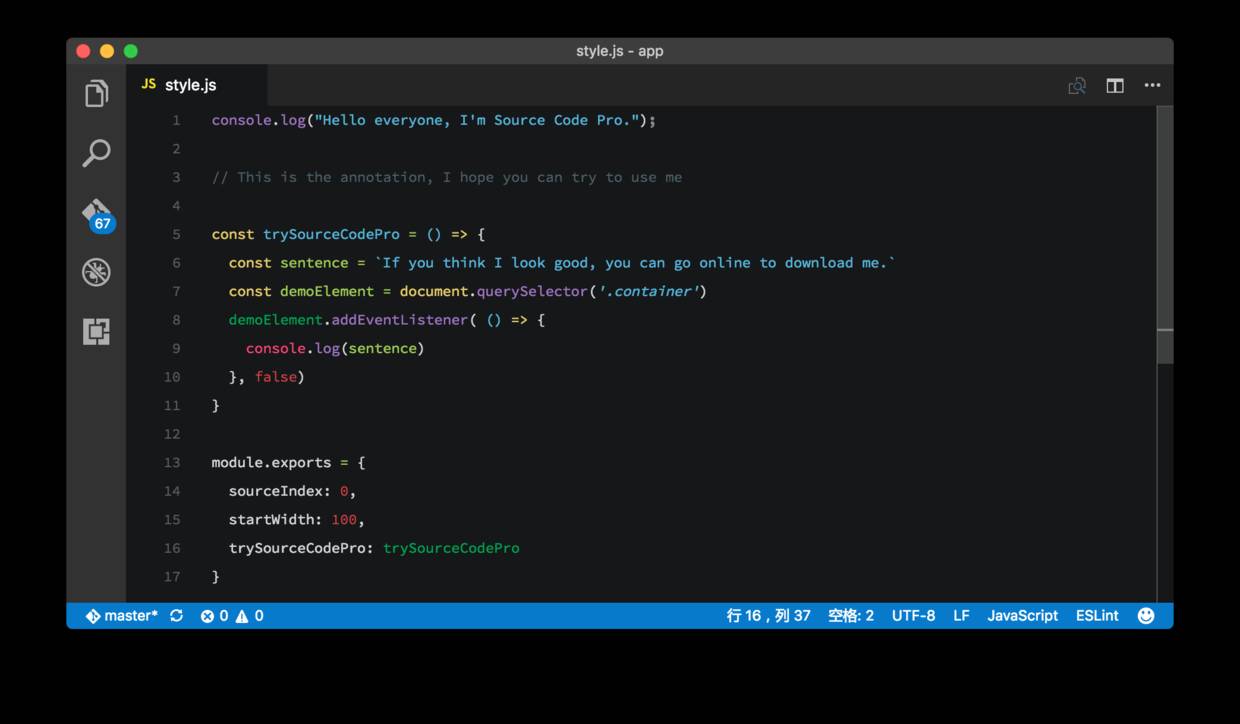 style.js - app
JS style.js
67
1 console.log("Hello everyone, I'm Source Code Pro.");
2
3 // This is the annotation, I hope you can try to use me
4
5 const trySourceCodePro = () => {
6   const sentence = `If you think I look good, you can go online to download me.`
7   const demoElement = document.querySelector('.container')
8   demoElement.addEventListener( () => {
9     console.log(sentence)
10   }, false)
11 }
12
13 module.exports = {
14   sourceIndex: 0,
15   startWidth: 100,
16   trySourceCodePro: trySourceCodePro
17 }
master* 0 0 行 16，列 37 空格: 2 UTF-8 LF JavaScript ESLint